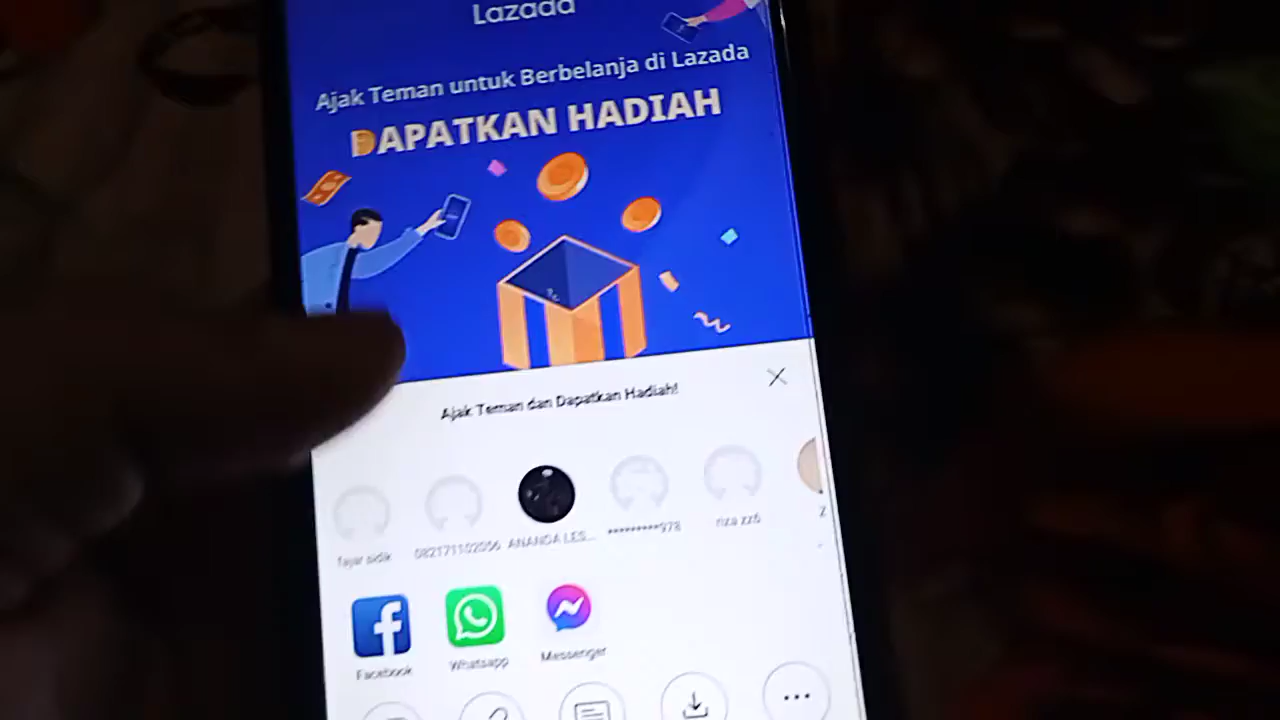 Lazada
Ajak Teman untuk Berbelanja di Lazada
DAPATKAN HADIAH
Ajak Teman dan Dapatkan Hadiah!
fajar sidik 082171102056 ANANDA LES... *********978 riza zz6 Z
Facebook Whatsapp Messenger